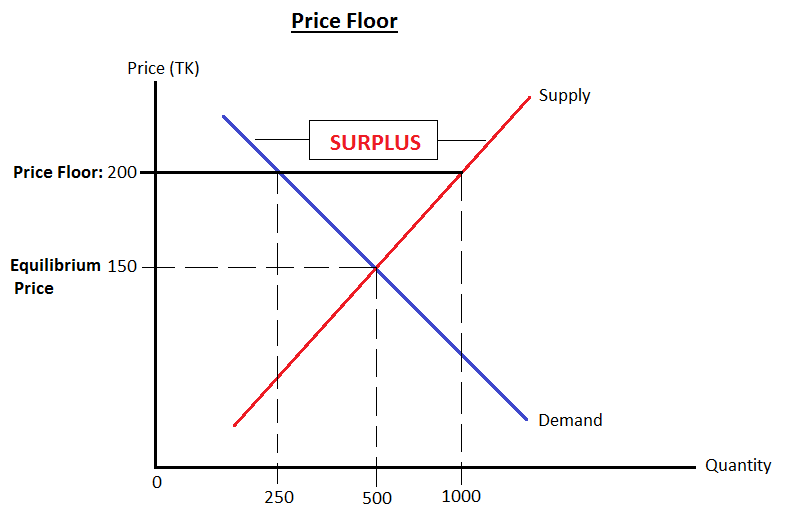 Price Floor
Price (TK)
Supply
SURPLUS
Price Floor: 200
Equilibrium 150
Price
Demand
Quantity
0
250
500
1000